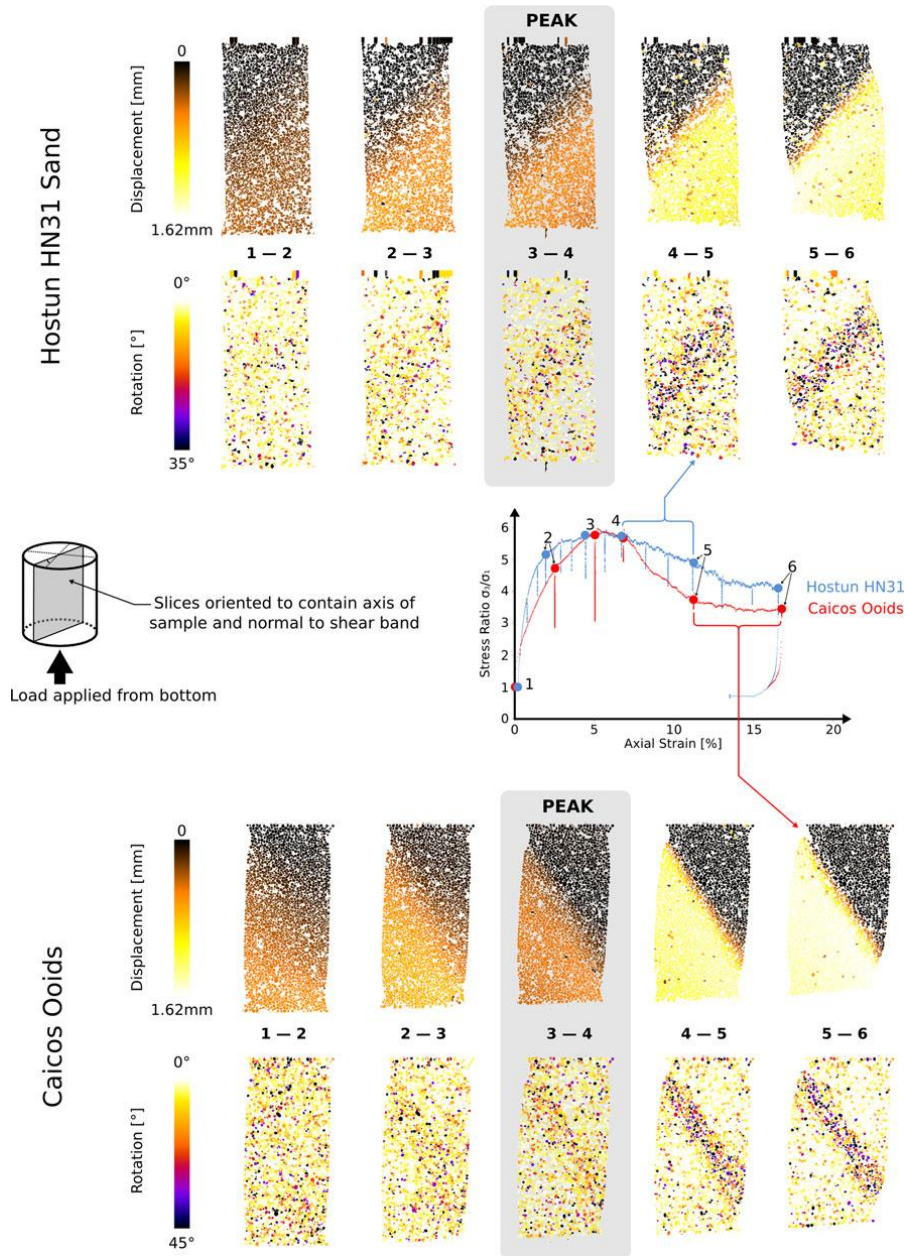 PEAK
Hostun HN31 Sand
0
Displacement [mm]
1.62mm
1 — 2
2 — 3
3 — 4
4 — 5
5 — 6
0°
Rotation [°]
35°
Slices oriented to contain axis of
sample and normal to shear band
Load applied from bottom
Stress Ratio σ₃/σ₁
6
5
4
3
2
1
0
0
5
10
15
20
Axial Strain [%]
1
2
3
4
5
6
Hostun HN31
Caicos Ooids
PEAK
Caicos Ooids
0
Displacement [mm]
1.62mm
1 — 2
2 — 3
3 — 4
4 — 5
5 — 6
0°
Rotation [°]
45°